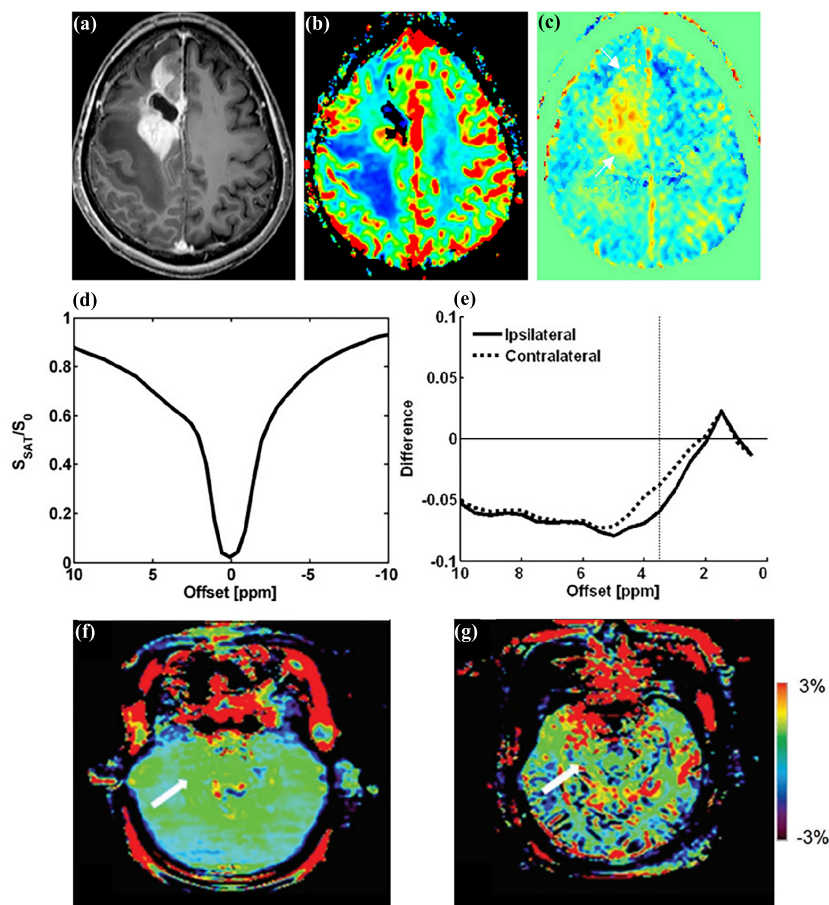 (a)
(b)
(c)
(d)
(e)
1
0.8
0.6
0.4
0.2
0
S_SAT/S_0
10
5
0
-5
-10
Offset [ppm]
0.1
0.05
0
-0.05
-0.1
Difference
Ipsilateral
Contralateral
10
8
6
4
2
0
Offset [ppm]
(f)
(g)
3%
-3%